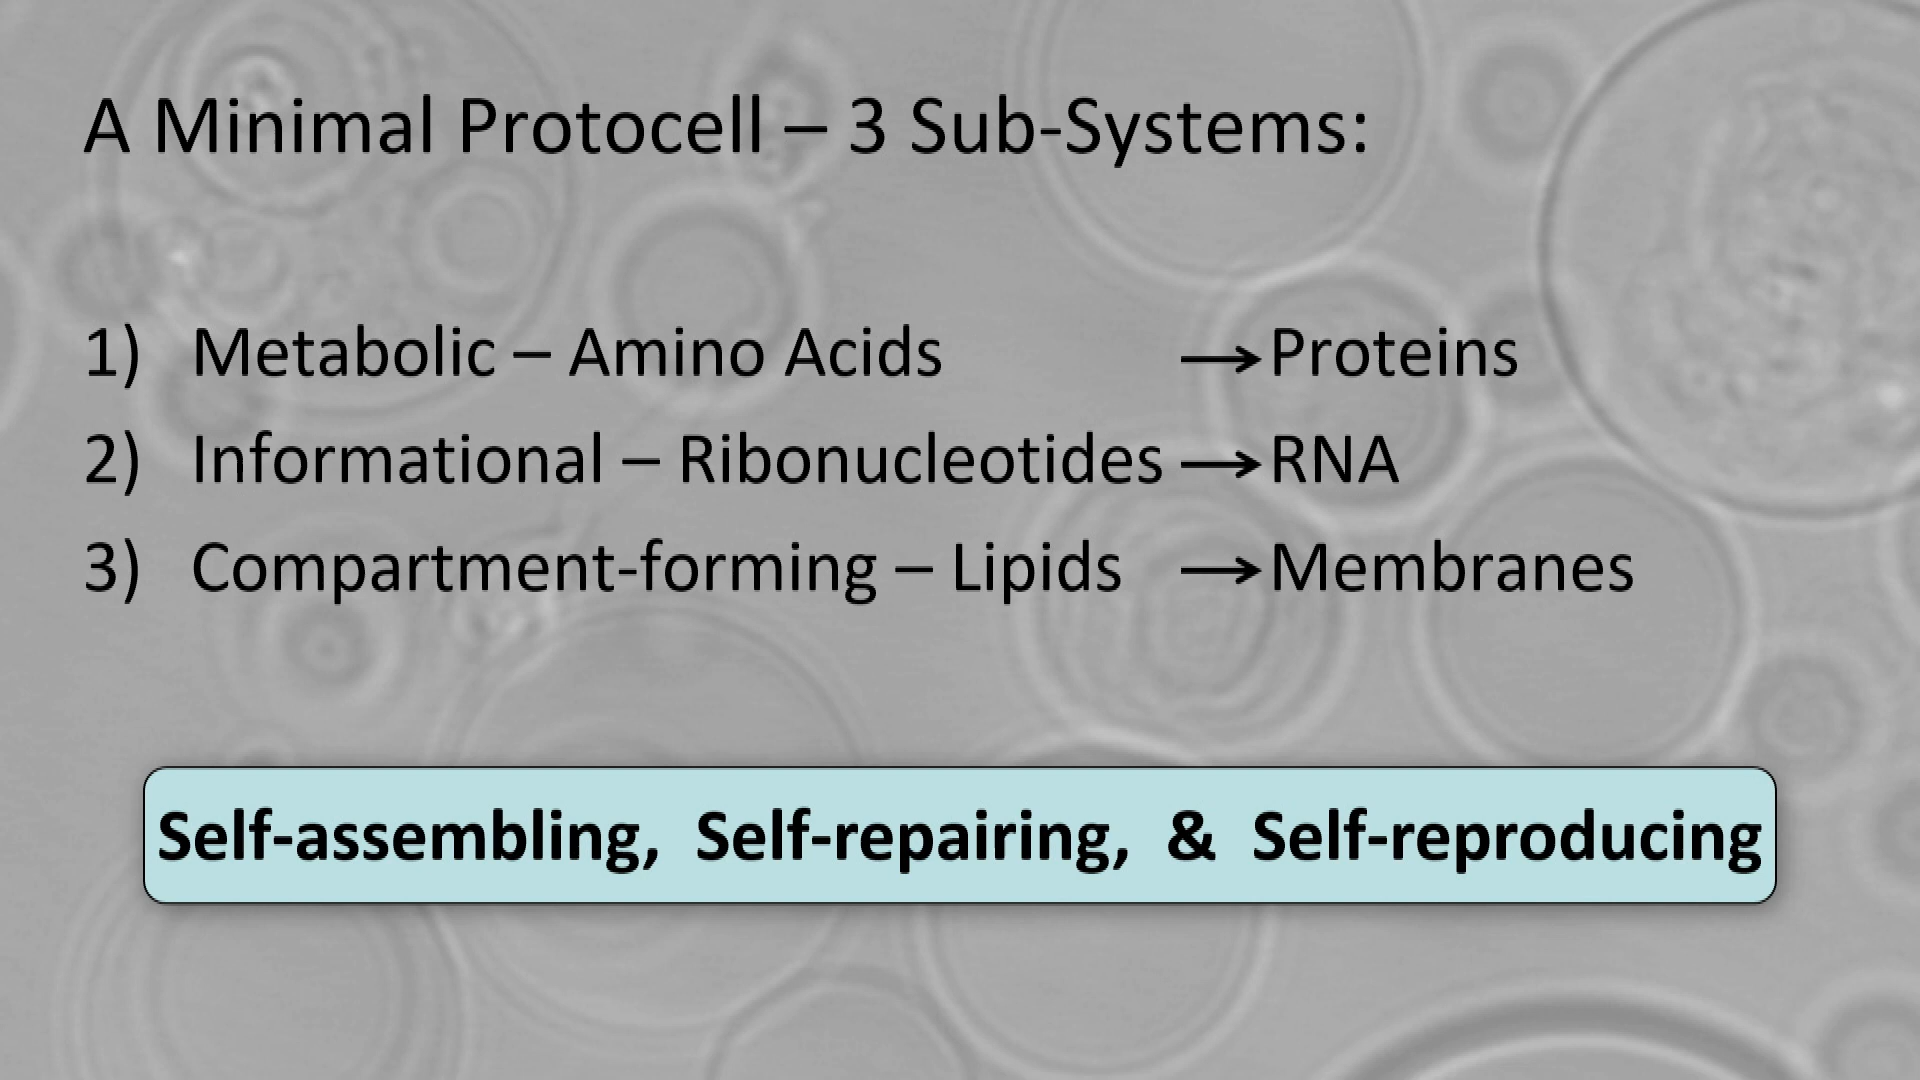 A Minimal Protocell – 3 Sub-Systems:
1) Metabolic – Amino Acids → Proteins
2) Informational – Ribonucleotides → RNA
3) Compartment-forming – Lipids → Membranes
Self-assembling, Self-repairing, & Self-reproducing